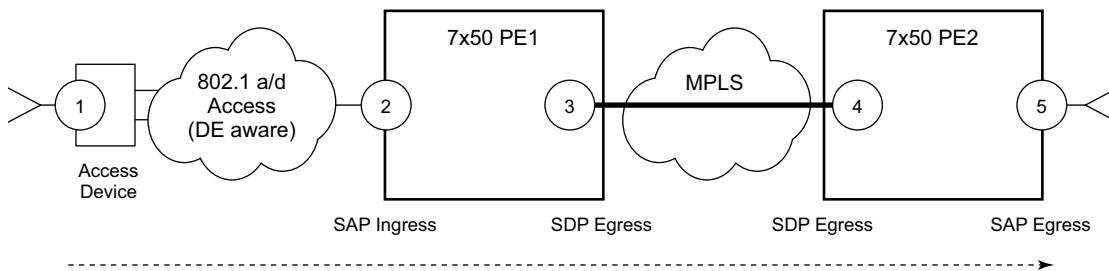 7x50 PE1
7x50 PE2
802.1 a/d
Access
(DE aware)
MPLS
1
2
3
4
5
Access
Device
SAP Ingress
SDP Egress
SDP Egress
SAP Egress